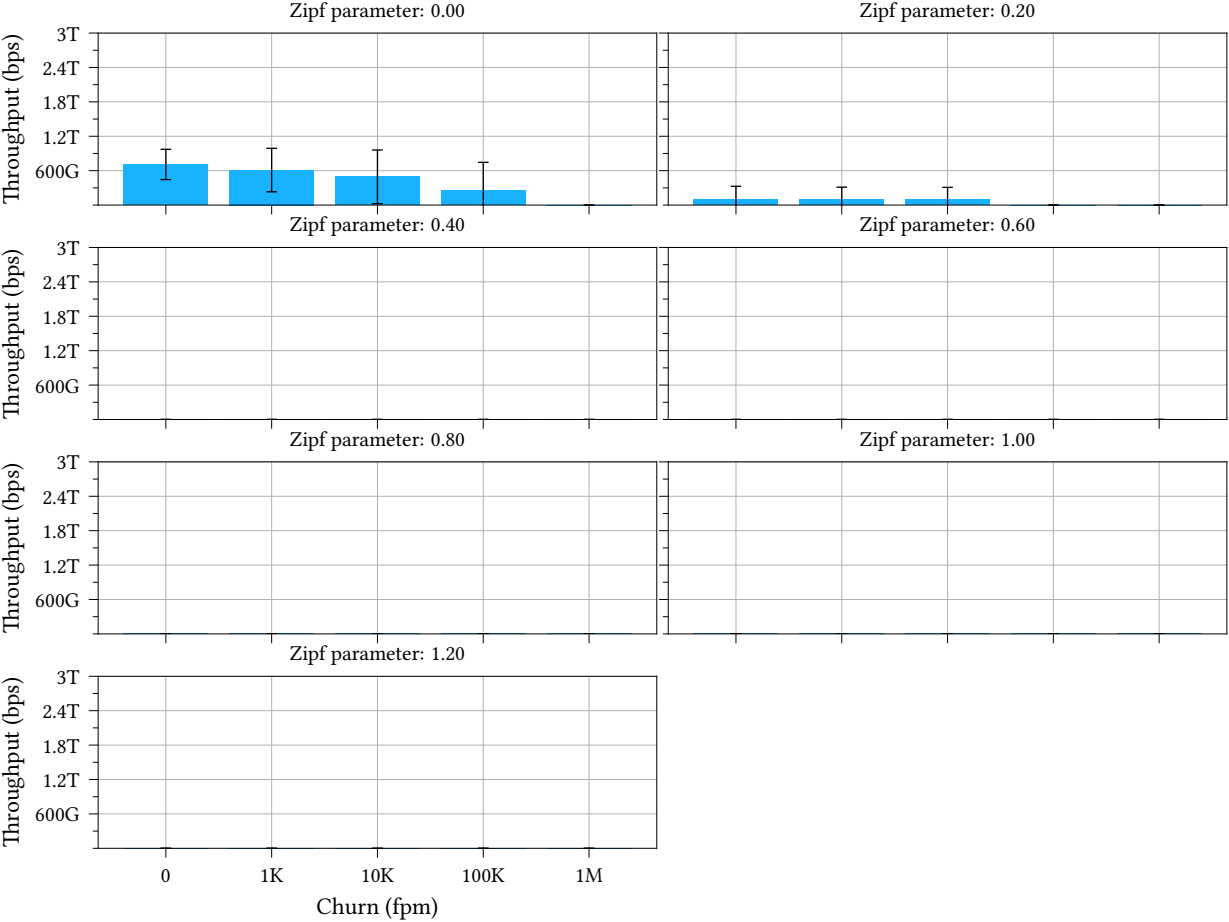 Zipf parameter: 0.00
Zipf parameter: 0.20
Throughput (bps)
3T
2.4T
1.8T
1.2T
600G
Zipf parameter: 0.40
Zipf parameter: 0.60
Throughput (bps)
3T
2.4T
1.8T
1.2T
600G
Zipf parameter: 0.80
Zipf parameter: 1.00
Throughput (bps)
3T
2.4T
1.8T
1.2T
600G
Zipf parameter: 1.20
Throughput (bps)
3T
2.4T
1.8T
1.2T
600G
0 1K 10K 100K 1M
Churn (fpm)